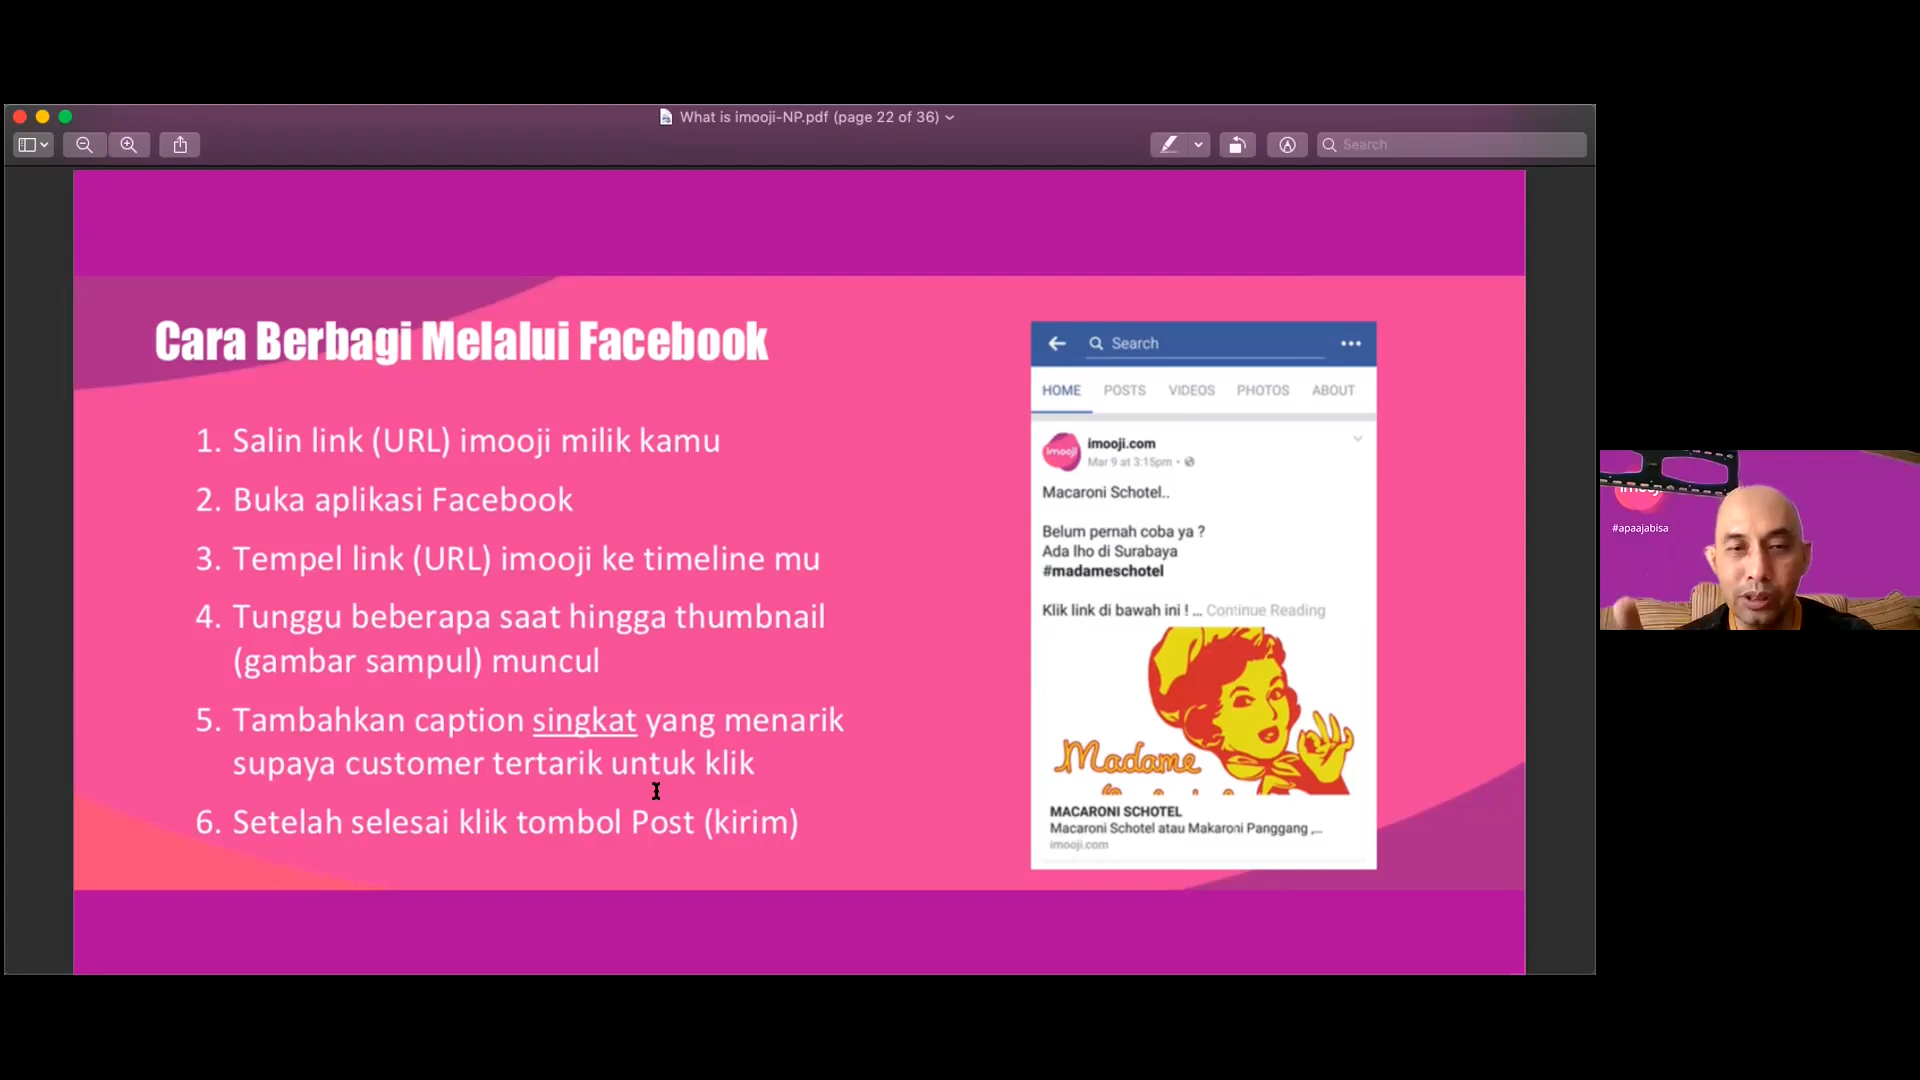 What is imooji-NP.pdf (page 22 of 36)
Search
Cara Berbagi Melalui Facebook
1. Salin link (URL) imooji milik kamu
2. Buka aplikasi Facebook
3. Tempel link (URL) imooji ke timeline mu
4. Tunggu beberapa saat hingga thumbnail
(gambar sampul) muncul
5. Tambahkan caption singkat yang menarik
supaya customer tertarik untuk klik
6. Setelah selesai klik tombol Post (kirim)
Search
HOME POSTS VIDEOS PHOTOS ABOUT
imooji
imooji.com
Mar 9 at 3:15pm
Macaroni Schotel..
Belum pernah coba ya ?
Ada lho di Surabaya
#madameschotel
Klik link di bawah ini ! ... Continue Reading
Madame
MACARONI SCHOTEL
Macaroni Schotel atau Makaroni Panggang ,...
imooji.com
imooji
#apaajabisa